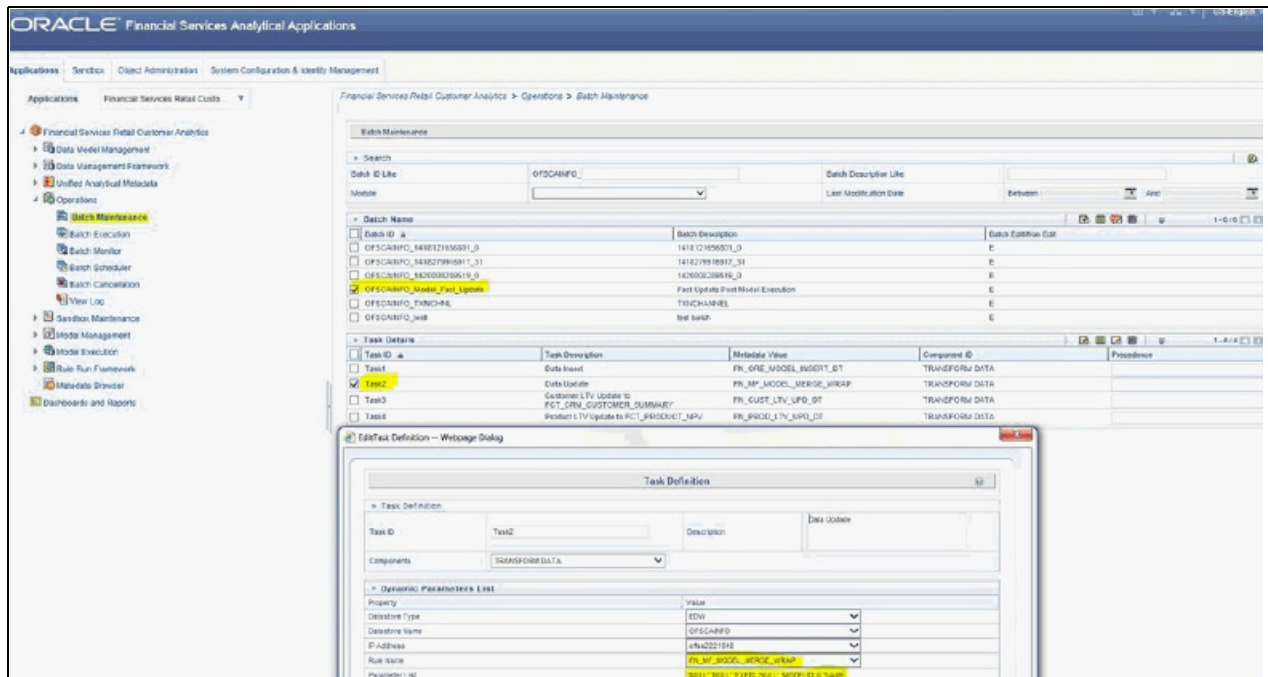 ORACLE Financial Services Analytical Applications
US-English
Applications Sandbox Object Administration System Configuration & Identity Management
Applications Financial Services Retail Custo
Financial Services Retail Customer Analytics > Operations > Batch Maintenance
Financial Services Retail Customer Analytics
Data Model Management
Data Management Framework
Unified Analytical Metadata
Operations
Batch Maintenance
Batch Execution
Batch Monitor
Batch Scheduler
Batch Cancellation
View Log
Sandbox Maintenance
Model Management
Model Execution
Rule Run Framework
Metadata Browser
Dashboards and Reports
Batch Maintenance
Search
Batch ID Like OFSCAINFO_ Batch Description Like
Module Last Modification Date Between And
Batch Name
Batch ID Batch Description Batch Editable
E
E
E
OFSCAINFO_Model_Fact_Update Fact Update Post Model Execution E
OFSCAINFO_TXNCHNL TXNCHANNEL E
OFSCAINFO_test test batch E
Task Details
Task ID Task Description Metadata Value Component ID Precedence
Task1 Data Insert FN_ORE_MODEL_INSERT_DT TRANSFORM DATA
Task2 Data Update FN_MF_MODEL_MERGE_WRAP TRANSFORM DATA
Task3 Customer LTV Update to FCT_CRM_CUSTOMER_SUMMARY FN_CUST_LTV_UPD_DT TRANSFORM DATA
Task4 Product LTV Update to FCT_PRODUCT_NPV FN_PROD_LTV_UPD_DT TRANSFORM DATA
EditTask Definition -- Webpage Dialog
Task Definition
Task Definition
Task ID Task2 Description Data Update
Components TRANSFORM DATA
Dynamic Parameters List
Property Value
Datastore Type EDW
Datastore Name OFSCAINFO
IP Address
Rule Name FN_MF_MODEL_MERGE_WRAP
Parameter List